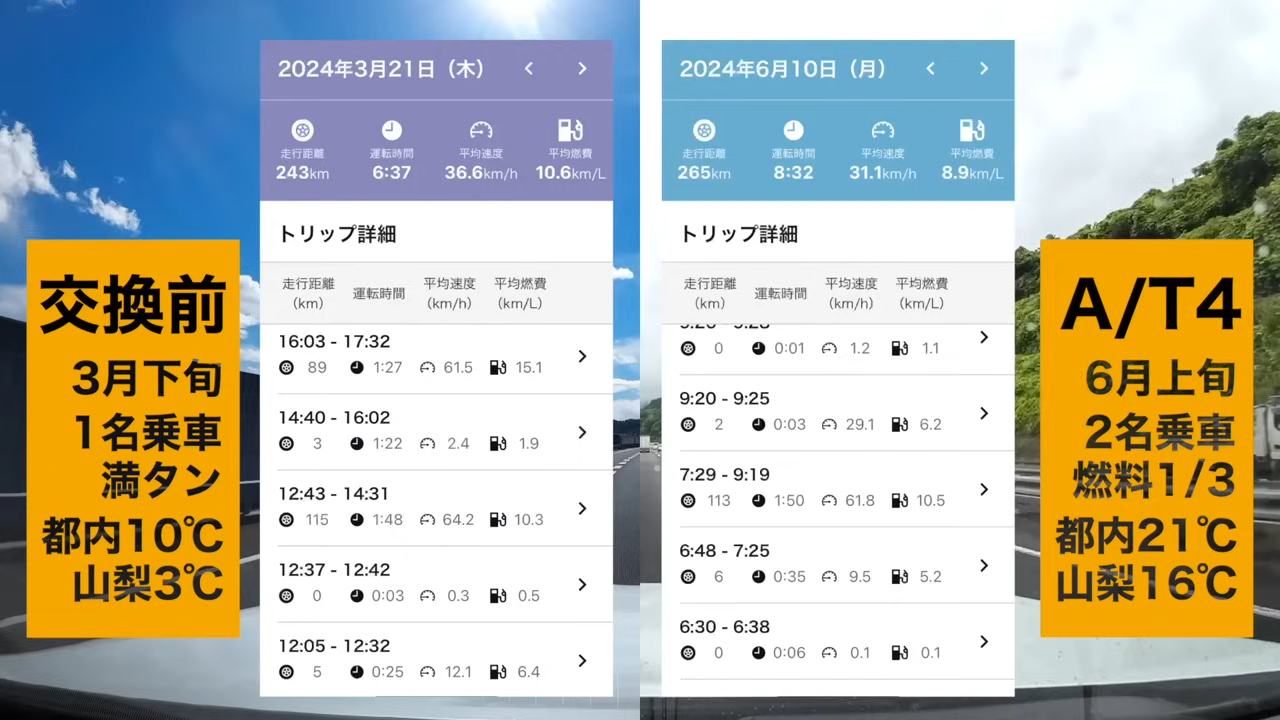 交換前
3月下旬
1名乗車
満タン
都内10℃
山梨3℃
2024年3月21日（木）
走行距離 運転時間 平均速度 平均燃費
243km 6:37 36.6km/h 10.6km/L
トリップ詳細
走行距離 運転時間 平均速度 平均燃費
（km） （km/h） （km/L）
16:03 - 17:32
89 1:27 61.5 15.1
14:40 - 16:02
3 1:22 2.4 1.9
12:43 - 14:31
115 1:48 64.2 10.3
12:37 - 12:42
0 0:03 0.3 0.5
12:05 - 12:32
5 0:25 12.1 6.4
2024年6月10日（月）
走行距離 運転時間 平均速度 平均燃費
265km 8:32 31.1km/h 8.9km/L
トリップ詳細
走行距離 運転時間 平均速度 平均燃費
（km） （km/h） （km/L）
0 0:01 1.2 1.1
9:20 - 9:25
2 0:03 29.1 6.2
7:29 - 9:19
113 1:50 61.8 10.5
6:48 - 7:25
6 0:35 9.5 5.2
6:30 - 6:38
0 0:06 0.1 0.1
A/T4
6月上旬
2名乗車
燃料1/3
都内21℃
山梨16℃